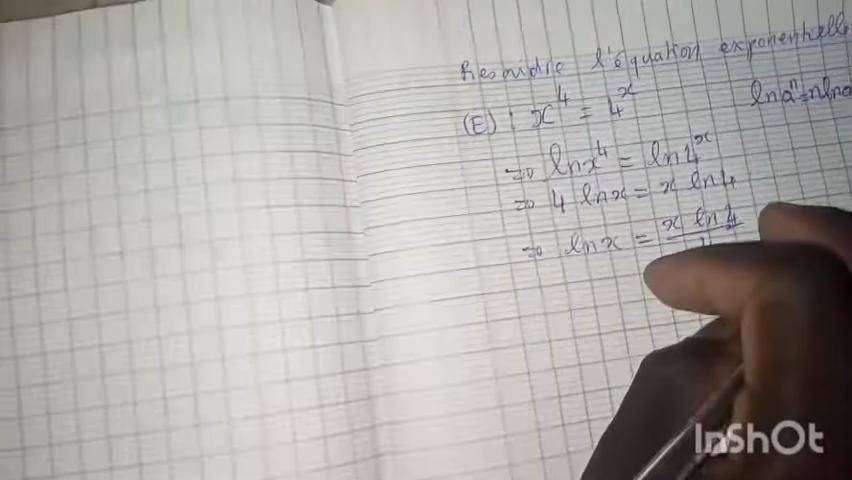 Resoudre l'équation exponentielle
(E) : x⁴ = 4ˣ
ln aⁿ = n ln a
⇒ ln x⁴ = ln 4ˣ
⇒ 4 ln x = x ln 4
⇒ ln x = x ln 4 / 4
InShOt